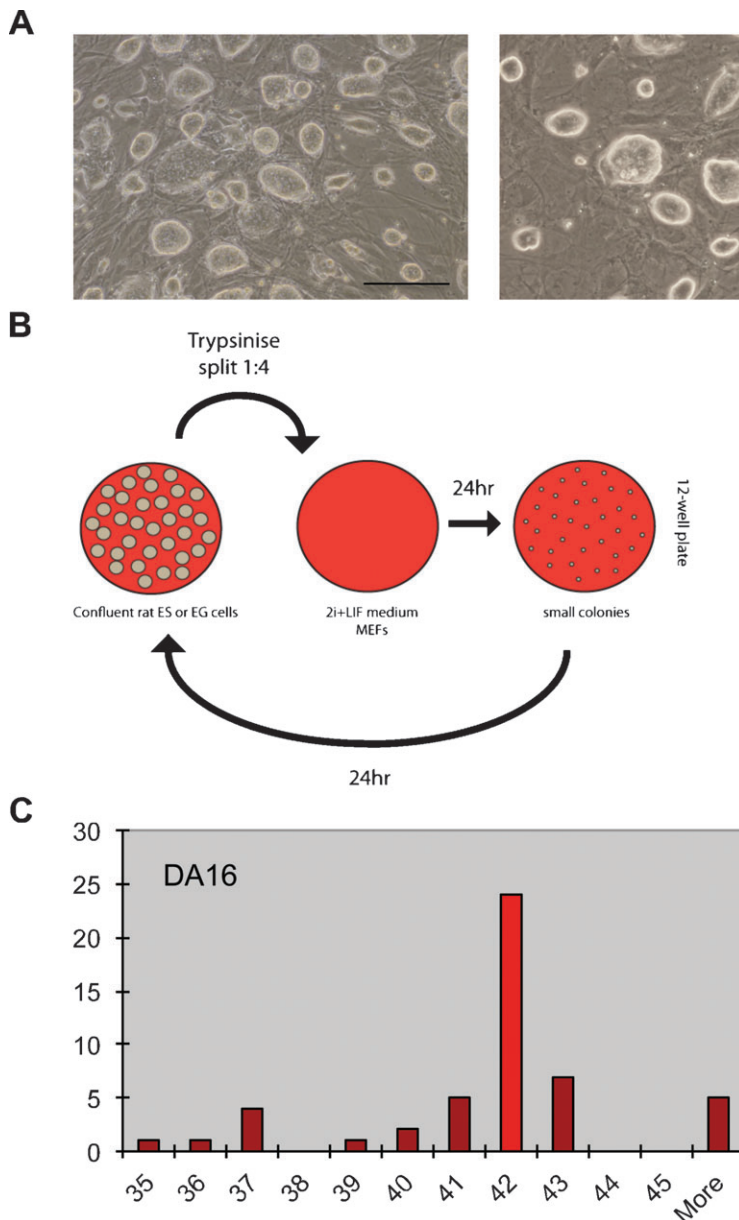 A
B
Trypsinise
split 1:4
24hr
12-well plate
Confluent rat ES or EG cells
2i+LIF medium
MEFs
small colonies
24hr
C
30
25
20
15
10
5
0
DA16
35 36 37 38 39 40 41 42 43 44 45 More